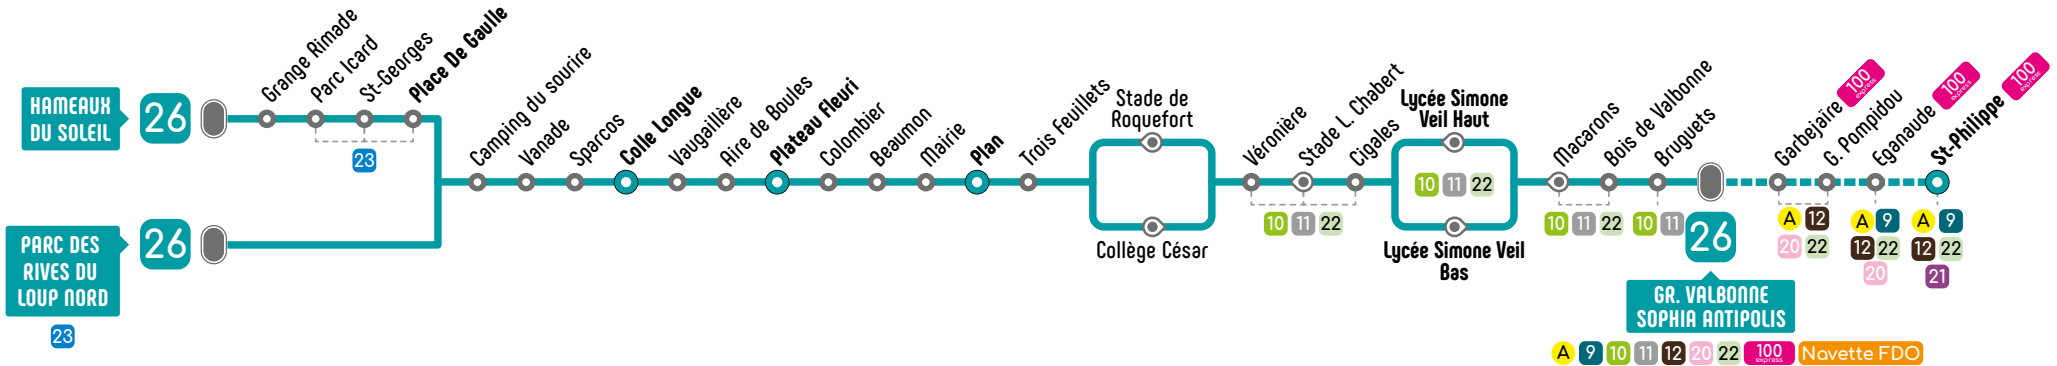 HAMEAUX
DU SOLEIL
26
Grange Rimade
Parc Icard
St-Georges
Place De Gaulle
23
PARC DES
RIVES DU
LOUP NORD
26
23
Camping du sourire
Vanade
Sparcos
Colle Longue
Vaugaillère
Aire de Boules
Plateau Fleuri
Colombier
Beaumon
Mairie
Plan
Trois Feuillets
Stade de
Roquefort
Collège César
Véronière
Stade L. Chabert
Cigales
10 11 22
Lycée Simone
Veil Haut
10 11 22
Lycée Simone Veil
Bas
Macarons
Bois de Valbonne
Bruguets
10 11 22
10 11
26
GR. VALBONNE
SOPHIA ANTIPOLIS
A 9 10 11 12 20 22 100 express Navette FDO
Garbejaire 100 express
G. Pompidou
Eganaude 100 express
St-Philippe 100 express
A 12
20 22
A 9
12 22
20
A 9
12 22
21